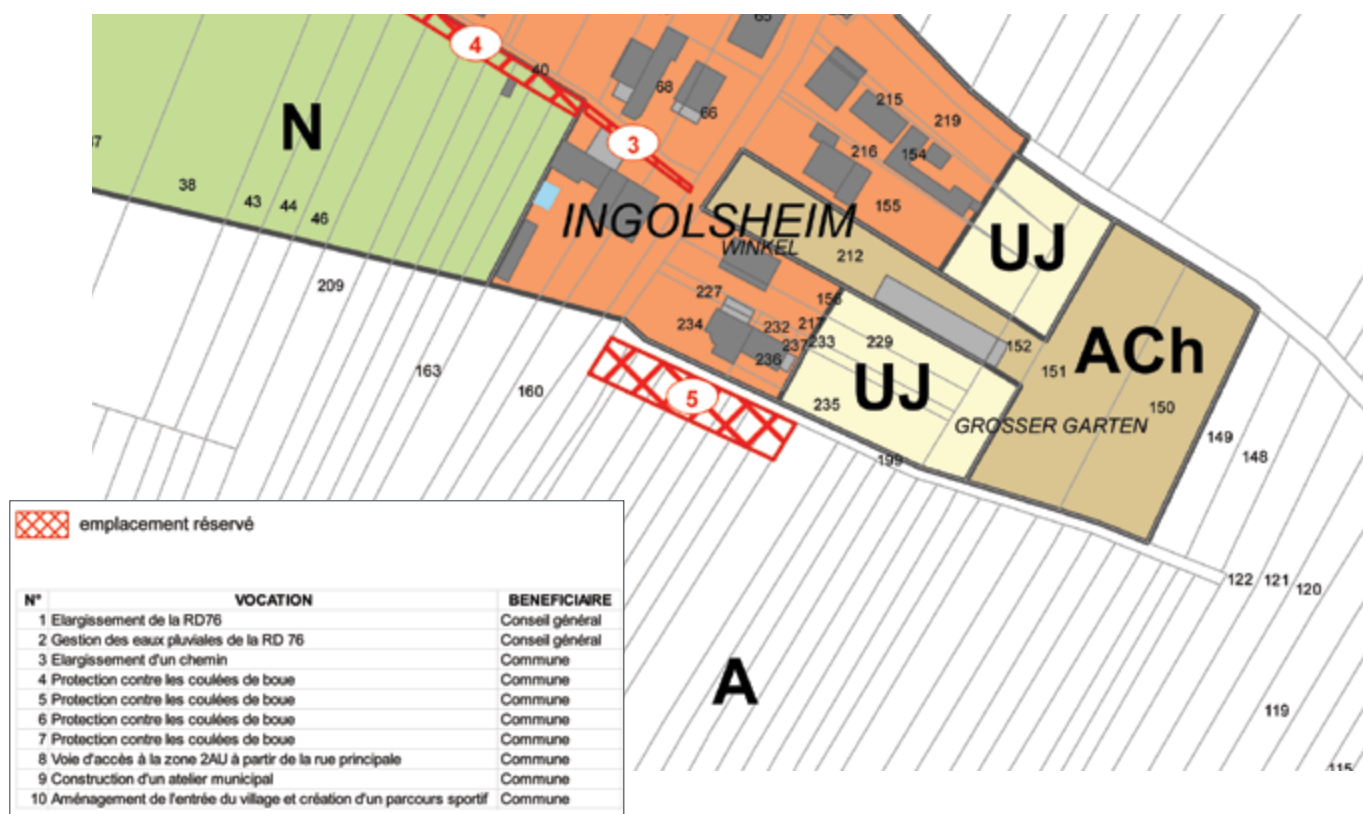 65
4
40
68
66
215
219
3
N
37
216
154
38
43
44
46
155
INGOLSHEIM
WINKEL
212
UJ
209
227
156
234
232
217
237
233
229
152
236
ACh
151
150
163
160
5
UJ
235
GROSSER GARTEN
149
148
199
emplacement réservé
N° VOCATION BENEFICIAIRE
1 Elargissement de la RD76 Conseil général
2 Gestion des eaux pluviales de la RD 76 Conseil général
3 Elargissement d'un chemin Commune
4 Protection contre les coulées de boue Commune
5 Protection contre les coulées de boue Commune
6 Protection contre les coulées de boue Commune
7 Protection contre les coulées de boue Commune
8 Voie d'accès à la zone 2AU à partir de la rue principale Commune
9 Construction d'un atelier municipal Commune
10 Aménagement de l'entrée du village et création d'un parcours sportif Commune
122
121
120
A
119
115